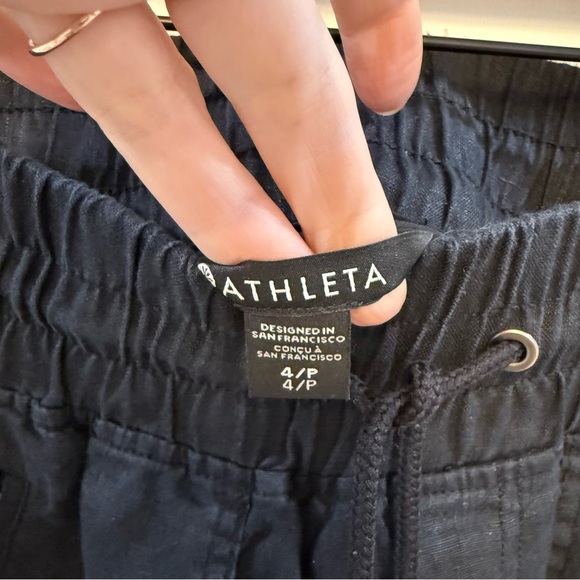 ATHLETA
DESIGNED IN
SAN FRANCISCO
CONÇU À
SAN FRANCISCO
4/P
4/P